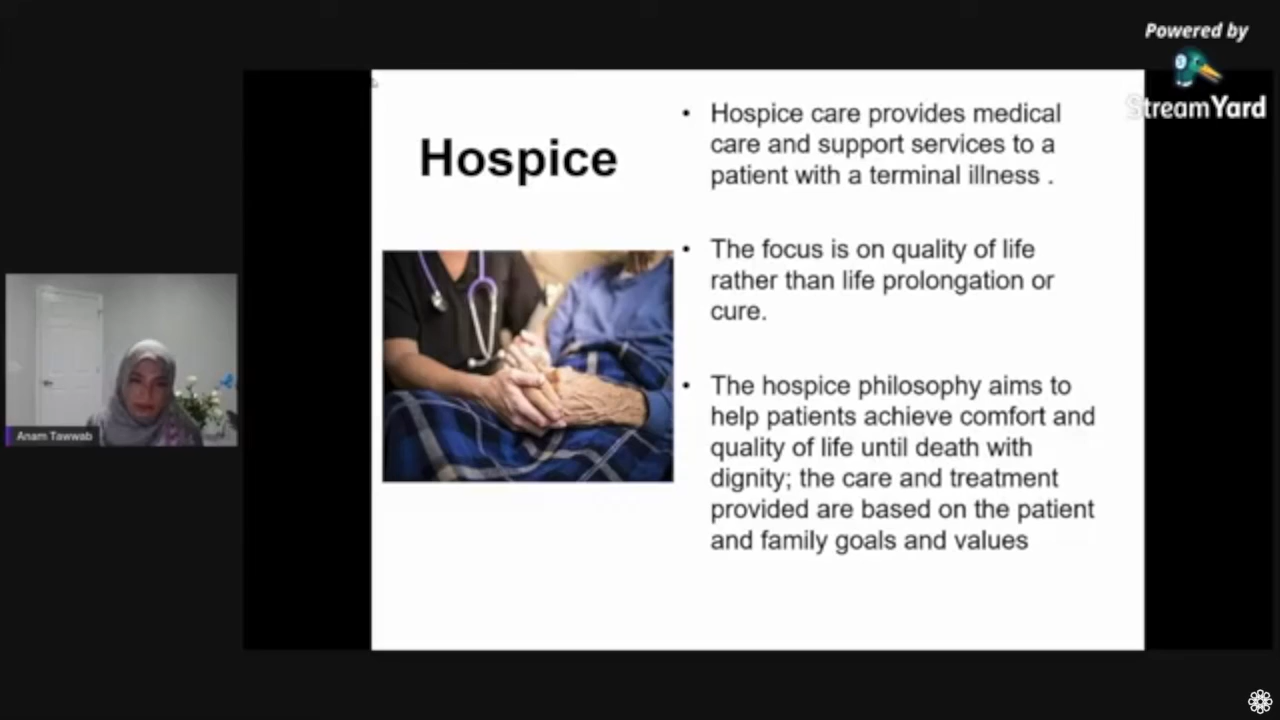 Powered by
StreamYard
Hospice
• Hospice care provides medical
care and support services to a
patient with a terminal illness .
• The focus is on quality of life
rather than life prolongation or
cure.
• The hospice philosophy aims to
help patients achieve comfort and
quality of life until death with
dignity; the care and treatment
provided are based on the patient
and family goals and values
Anam Tawwab